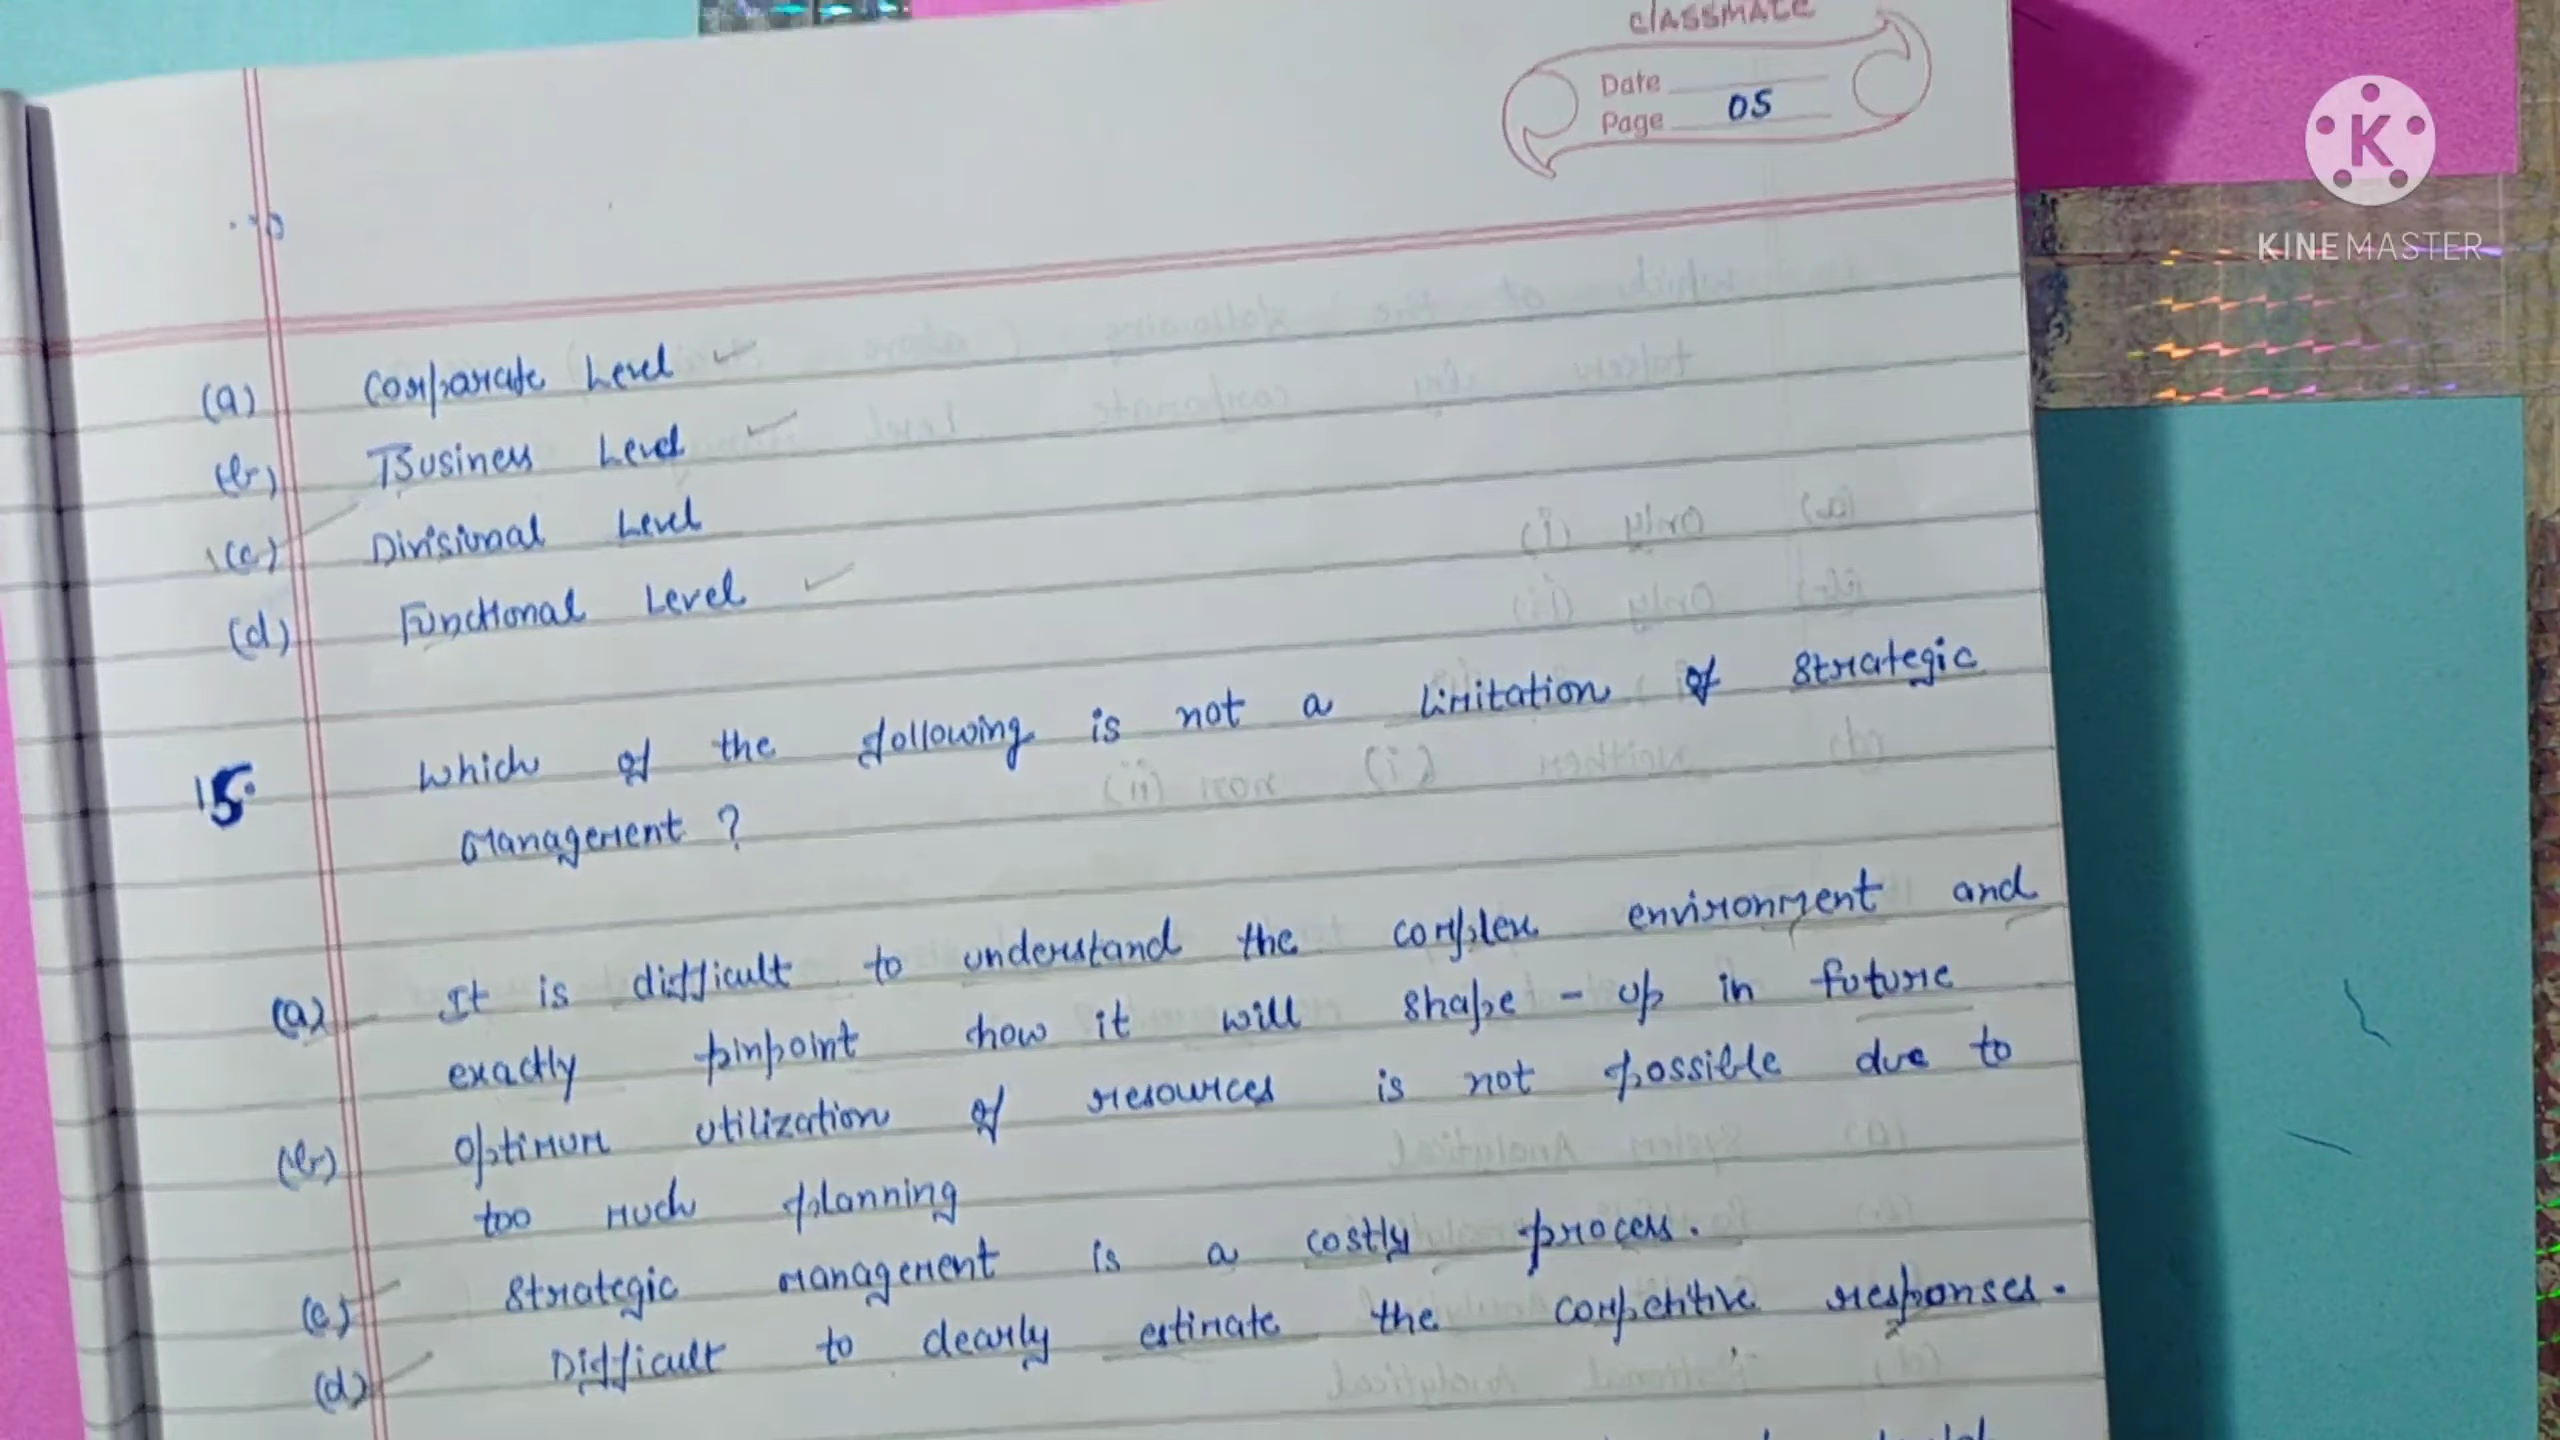 classmate
Date
Page 05
K
KINEMASTER
(a) Corporate Level ✓
(b) Business Level ✓
(c) Divisional Level
(d) Functional Level ✓
15. Which of the following is not a limitation of strategic
management ?
(a) It is difficult to understand the complex environment and
exactly pinpoint how it will shape - up in future
(b) Optimum utilization of resources is not possible due to
too much planning
(c) Strategic management is a costly process.
(d) Difficult to clearly estimate the competitive responses.